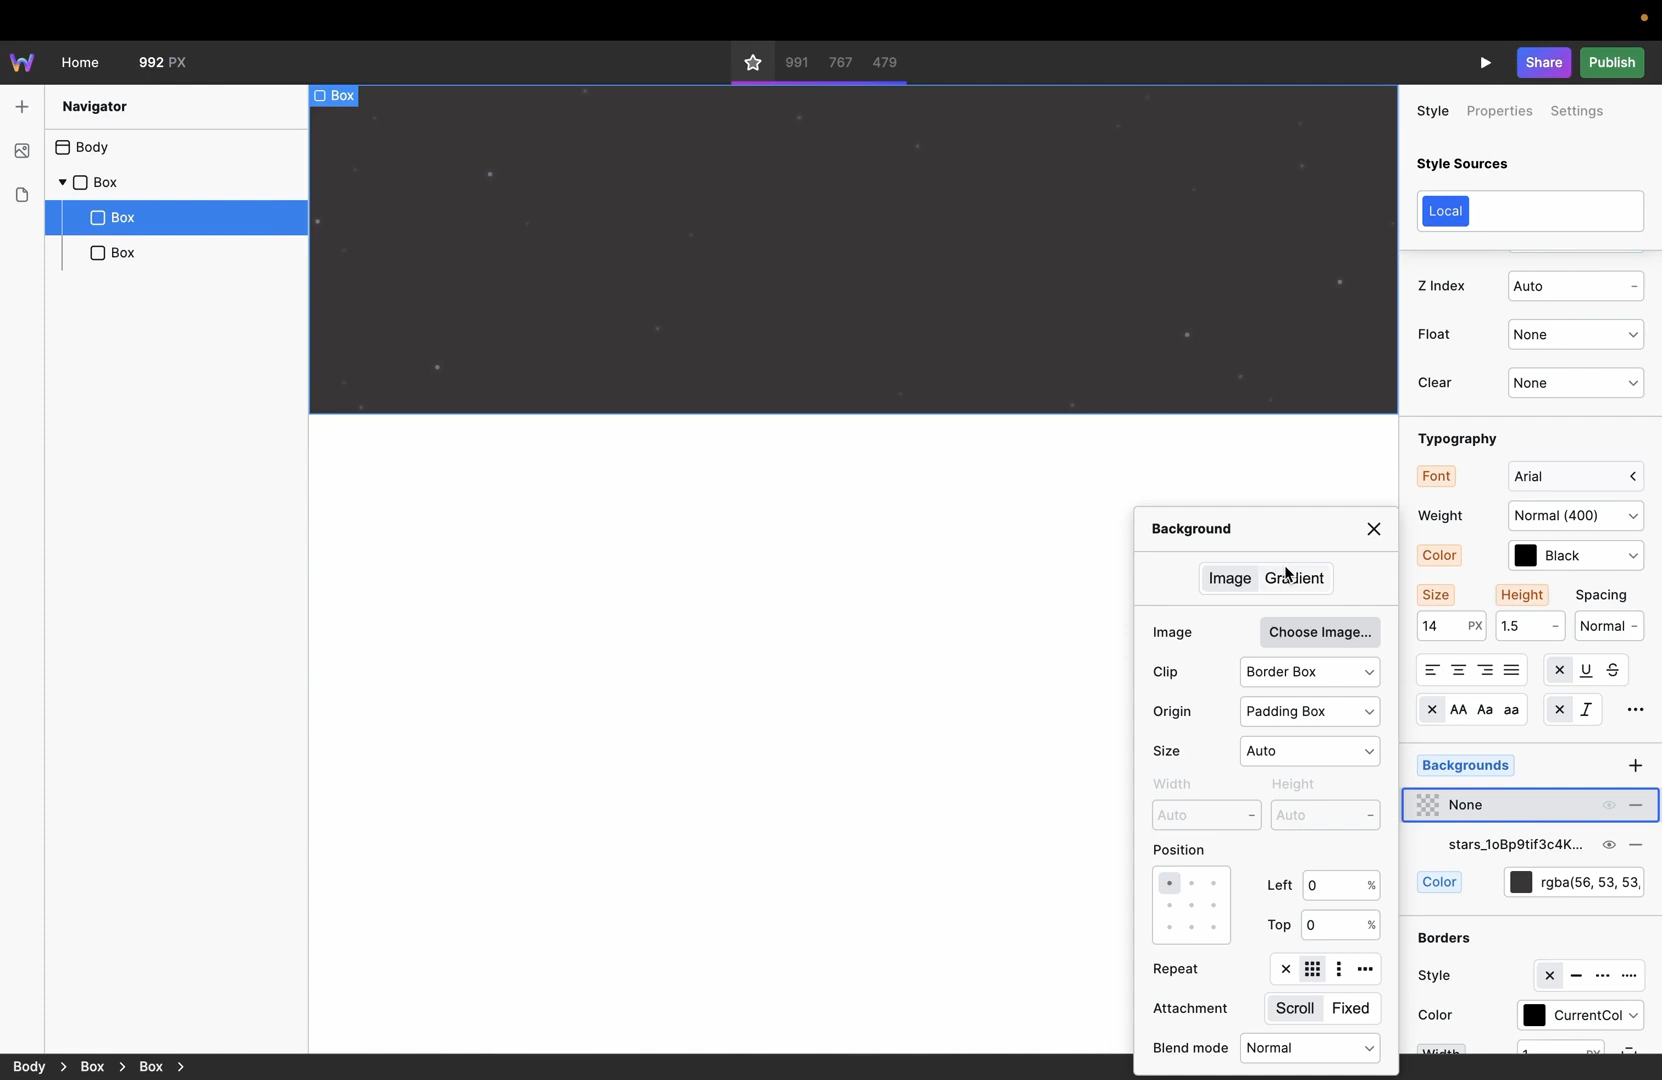 Home
992 PX
991
767
479
Share
Publish
Navigator
Body
Box
Box
Box
Box
Style
Properties
Settings
Style Sources
Local
Z Index
Auto
Float
None
Clear
None
Typography
Font
Arial
Weight
Normal (400)
Color
Black
Size
Height
Spacing
14 PX
1.5
Normal
AA Aa aa
Backgrounds
None
stars_1oBp9tif3c4K...
Color
rgba(56, 53, 53,
Borders
Style
Color
CurrentCol
Width
1 PX
Background
Image
Gradient
Image
Choose Image...
Clip
Border Box
Origin
Padding Box
Size
Auto
Width
Height
Auto
Auto
Position
Left
0 %
Top
0 %
Repeat
Attachment
Scroll
Fixed
Blend mode
Normal
Body
Box
Box